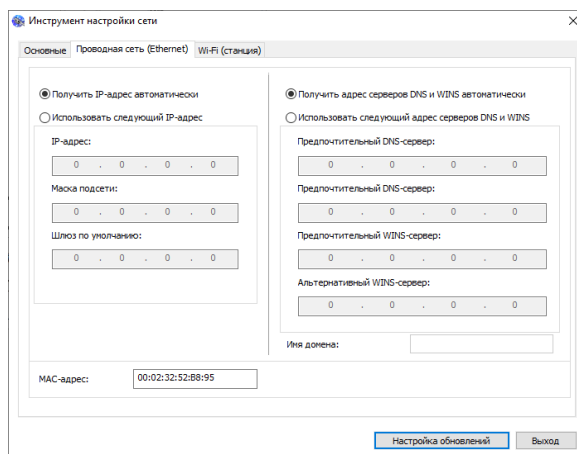 Инструмент настройки сети
Основные Проводная сеть (Ethernet) Wi-Fi (станция)
Получить IP-адрес автоматически
Использовать следующий IP-адрес
IP-адрес:
0 . 0 . 0 . 0
Маска подсети:
0 . 0 . 0 . 0
Шлюз по умолчанию:
0 . 0 . 0 . 0
Получить адрес серверов DNS и WINS автоматически
Использовать следующий адрес серверов DNS и WINS
Предпочтительный DNS-сервер:
0 . 0 . 0 . 0
Предпочтительный DNS-сервер:
0 . 0 . 0 . 0
Предпочтительный WINS-сервер:
0 . 0 . 0 . 0
Альтернативный WINS-сервер:
0 . 0 . 0 . 0
Имя домена:
MAC-адрес: 00:02:32:52:B8:95
Настройка обновлений Выход